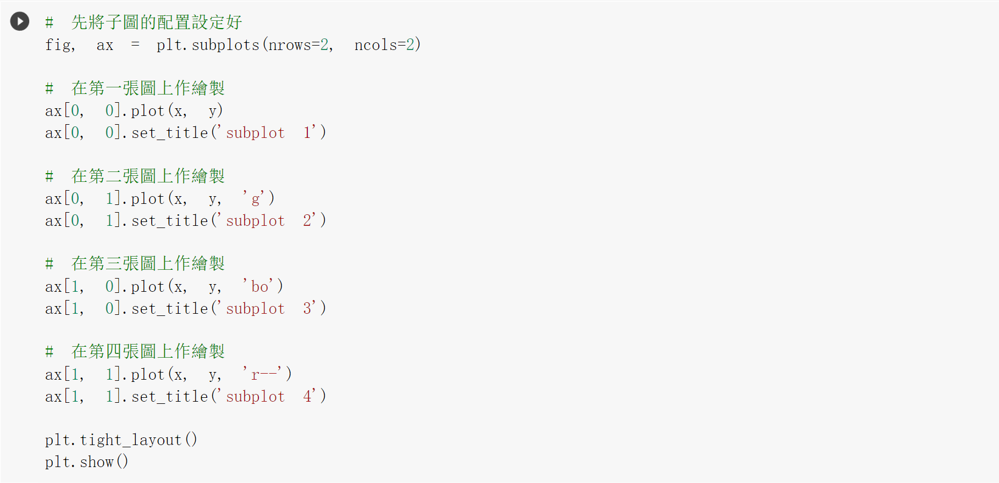 # 先將子圖的配置設定好
fig, ax = plt.subplots(nrows=2, ncols=2)
# 在第一張圖上作繪製
ax[0, 0].plot(x, y)
ax[0, 0].set_title('subplot 1')
# 在第二張圖上作繪製
ax[0, 1].plot(x, y, 'g')
ax[0, 1].set_title('subplot 2')
# 在第三張圖上作繪製
ax[1, 0].plot(x, y, 'bo')
ax[1, 0].set_title('subplot 3')
# 在第四張圖上作繪製
ax[1, 1].plot(x, y, 'r--')
ax[1, 1].set_title('subplot 4')
plt.tight_layout()
plt.show()